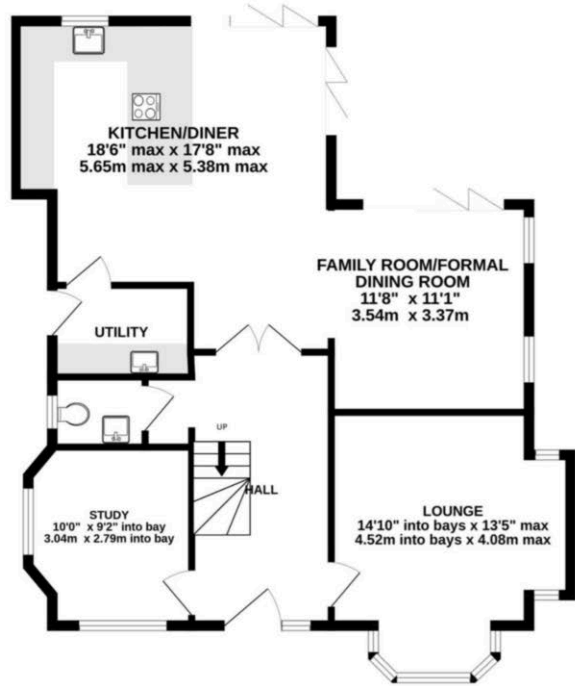 KITCHEN/DINER
18'6" max x 17'8" max
5.65m max x 5.38m max
FAMILY ROOM/FORMAL
DINING ROOM
11'8" x 11'1"
3.54m x 3.37m
UTILITY
UP
HALL
STUDY
10'0" x 9'2" into bay
3.04m x 2.79m into bay
LOUNGE
14'10" into bays x 13'5" max
4.52m into bays x 4.08m max